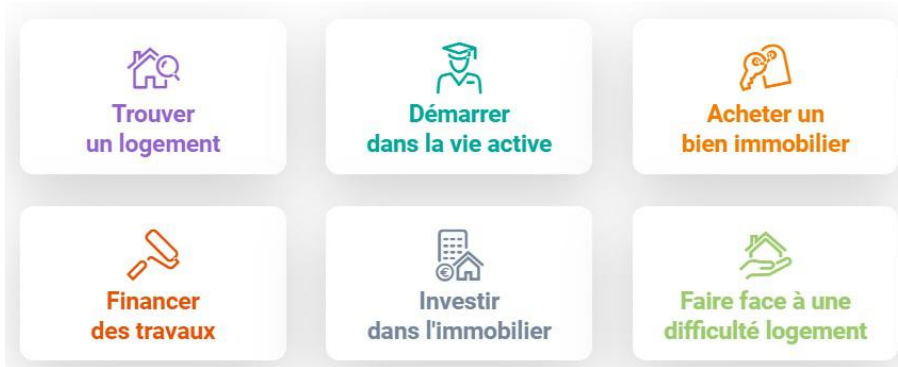 Trouver
un logement
Démarrer
dans la vie active
Acheter un
bien immobilier
Financer
des travaux
Investir
dans l'immobilier
Faire face à une
difficulté logement